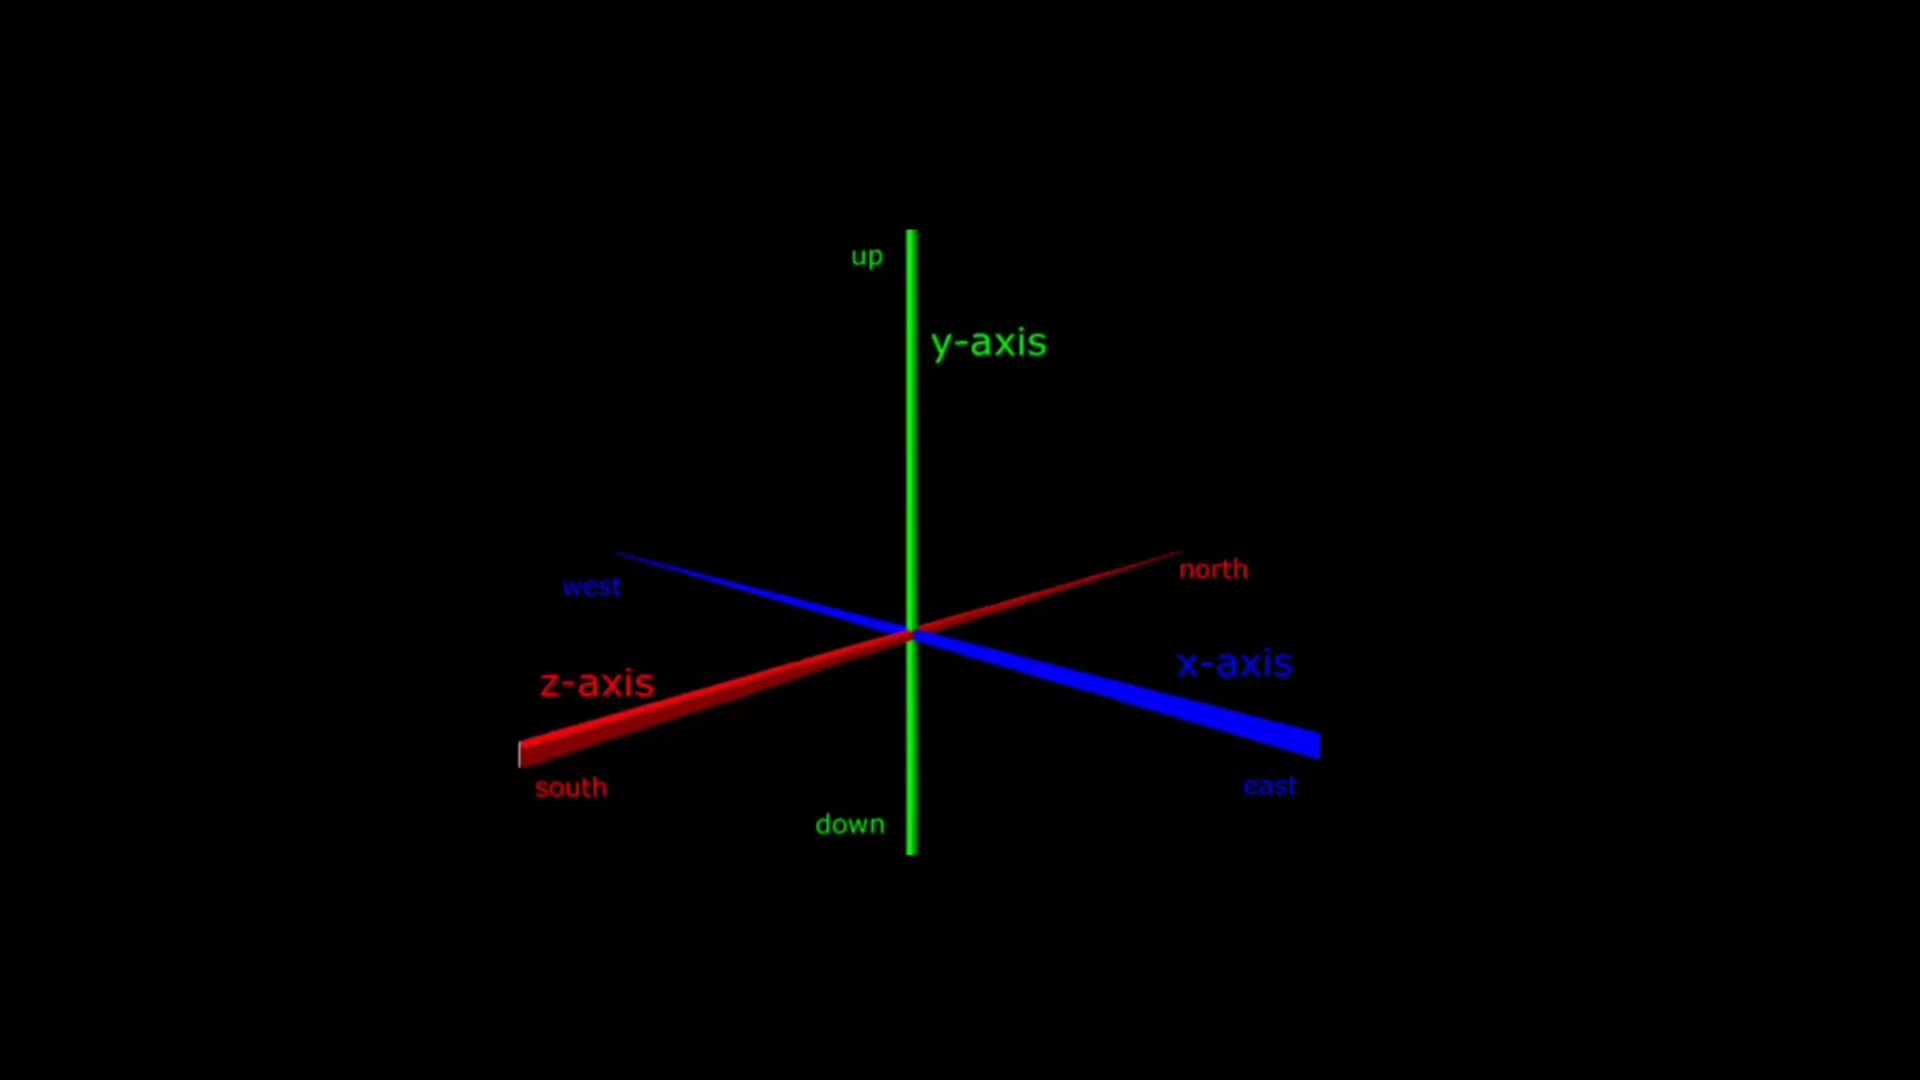 up
y-axis
north
west
x-axis
z-axis
east
south
down